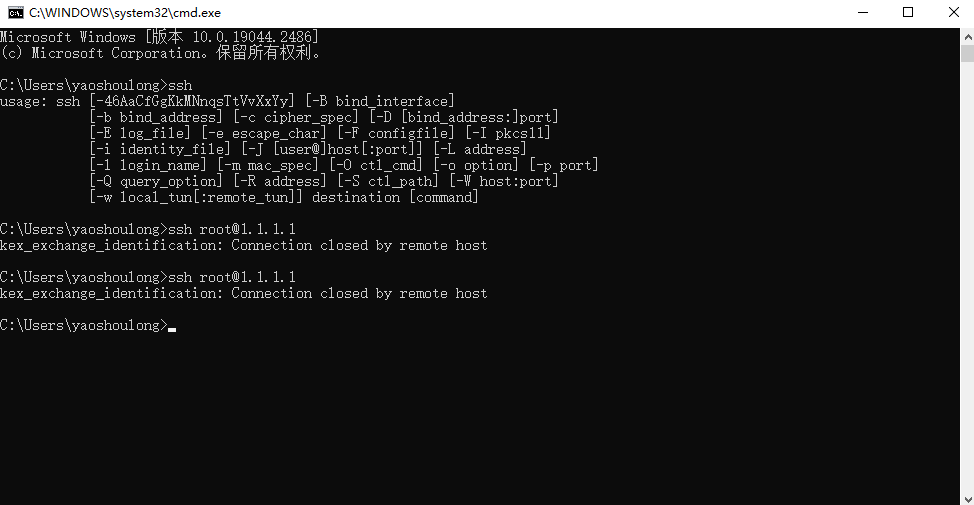 C:\WINDOWS\system32\cmd.exe
Microsoft Windows [版本 10.0.19044.2486]
(c) Microsoft Corporation。保留所有权利。
C:\Users\yaoshoulong>ssh
usage: ssh [-46AaCfGgKkMNnqsTtVvXxYy] [-B bind_interface]
           [-b bind_address] [-c cipher_spec] [-D [bind_address:]port]
           [-E log_file] [-e escape_char] [-F configfile] [-I pkcs11]
           [-i identity_file] [-J [user@]host[:port]] [-L address]
           [-l login_name] [-m mac_spec] [-O ctl_cmd] [-o option] [-p port]
           [-Q query_option] [-R address] [-S ctl_path] [-W host:port]
           [-w local_tun[:remote_tun]] destination [command]
C:\Users\yaoshoulong>ssh root@1.1.1.1
kex_exchange_identification: Connection closed by remote host
C:\Users\yaoshoulong>ssh root@1.1.1.1
kex_exchange_identification: Connection closed by remote host
C:\Users\yaoshoulong>